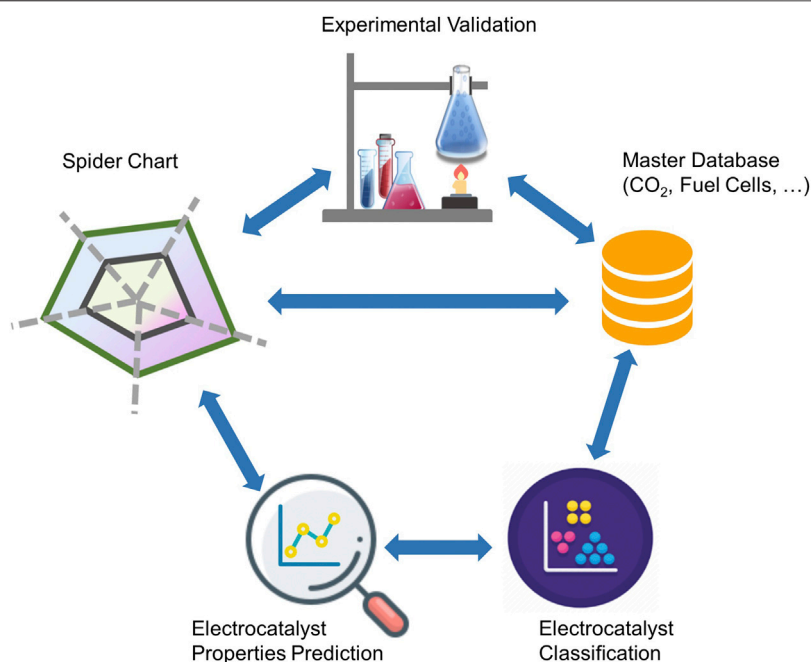 Experimental Validation
Spider Chart
Master Database
(CO₂, Fuel Cells, ...)
Electrocatalyst
Properties Prediction
Electrocatalyst
Classification